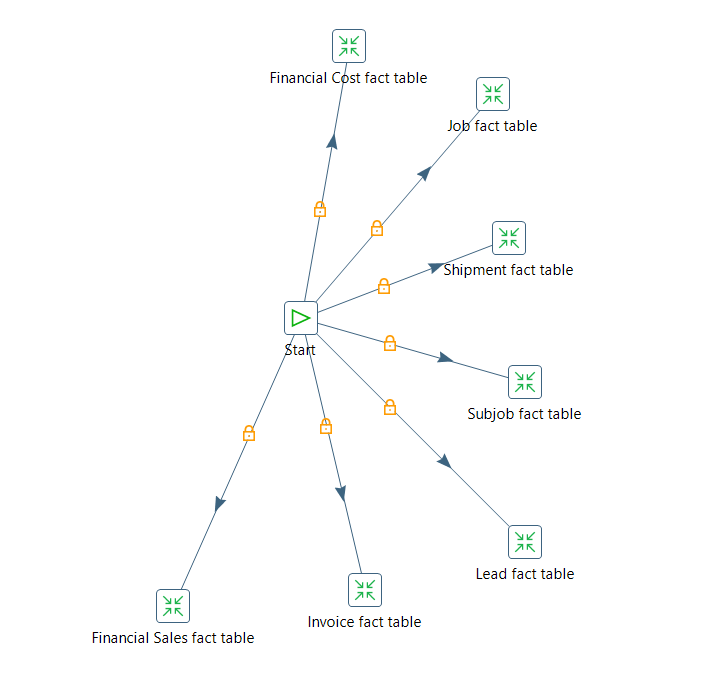 Financial Cost fact table
Job fact table
Shipment fact table
Start
Subjob fact table
Lead fact table
Invoice fact table
Financial Sales fact table